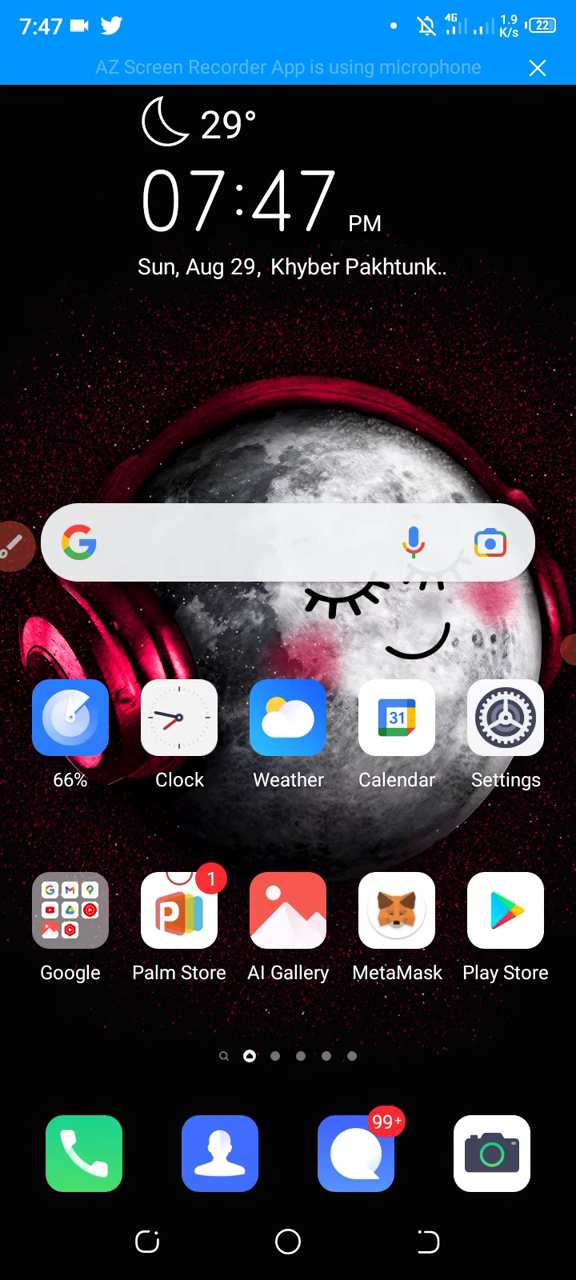 7:47 4G 1.9 K/s 22
AZ Screen Recorder App is using microphone
29°
07:47 PM
Sun, Aug 29, Khyber Pakhtunk..
31
66% Clock Weather Calendar Settings
1
Google Palm Store AI Gallery MetaMask Play Store
99+